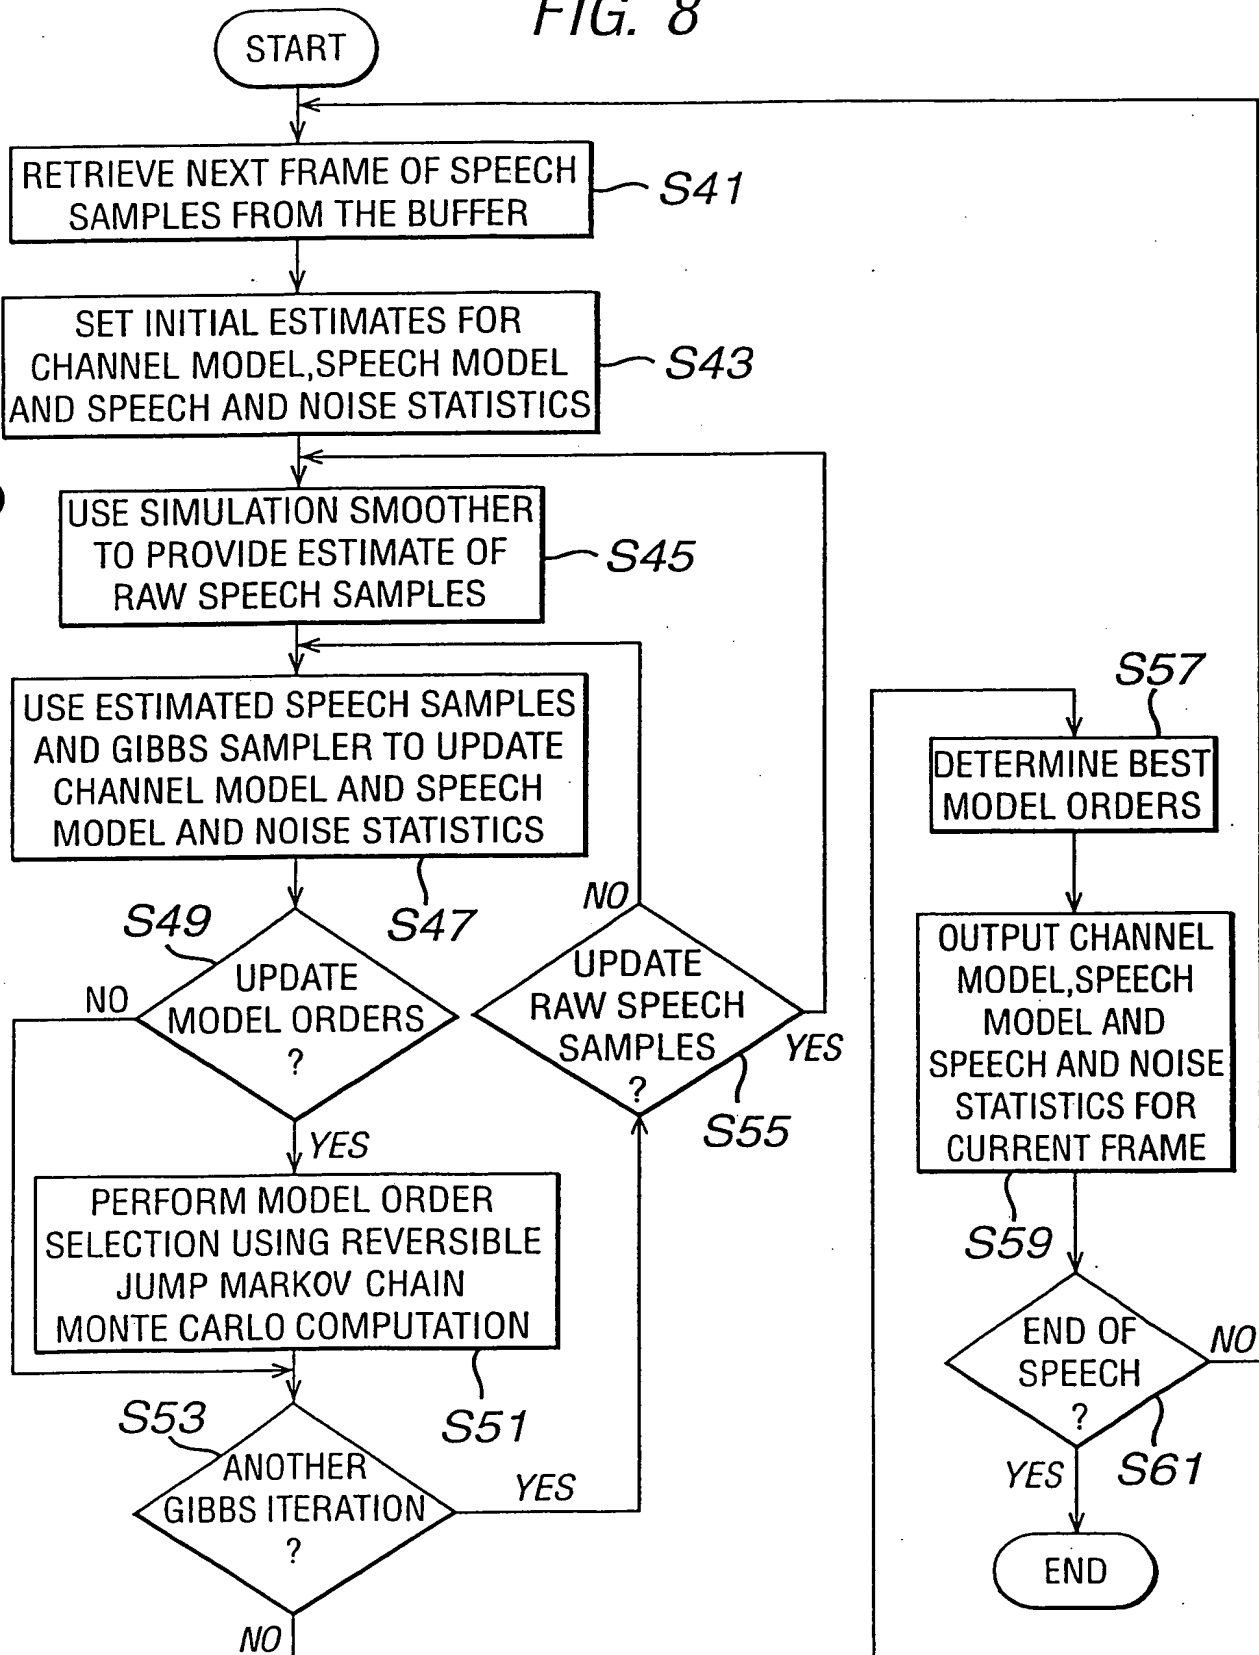 FIG. 8
START
RETRIEVE NEXT FRAME OF SPEECH
SAMPLES FROM THE BUFFER
S41
SET INITIAL ESTIMATES FOR
CHANNEL MODEL,SPEECH MODEL
AND SPEECH AND NOISE STATISTICS
S43
USE SIMULATION SMOOTHER
TO PROVIDE ESTIMATE OF
RAW SPEECH SAMPLES
S45
USE ESTIMATED SPEECH SAMPLES
AND GIBBS SAMPLER TO UPDATE
CHANNEL MODEL AND SPEECH
MODEL AND NOISE STATISTICS
S47
S49
UPDATE
MODEL ORDERS
?
NO
YES
PERFORM MODEL ORDER
SELECTION USING REVERSIBLE
JUMP MARKOV CHAIN
MONTE CARLO COMPUTATION
S51
S53
ANOTHER
GIBBS ITERATION
?
YES
NO
NO
UPDATE
RAW SPEECH
SAMPLES
?
YES
S55
S57
DETERMINE BEST
MODEL ORDERS
OUTPUT CHANNEL
MODEL,SPEECH
MODEL AND
SPEECH AND NOISE
STATISTICS FOR
CURRENT FRAME
S59
END OF
SPEECH
?
NO
S61
YES
END